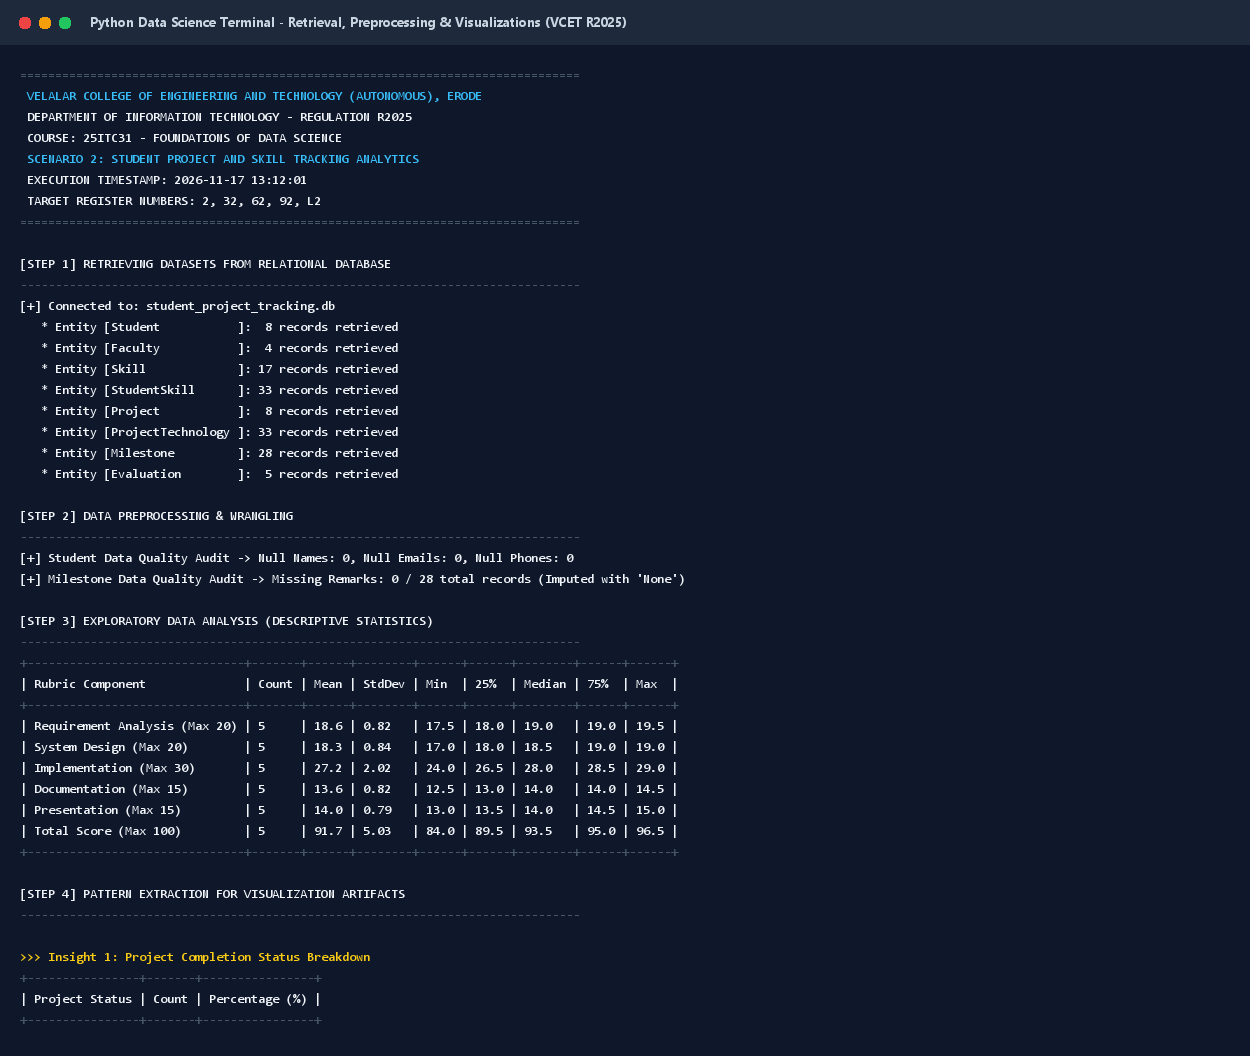 Python Data Science Terminal - Retrieval, Preprocessing & Visualizations (VCET R2025)
================================================================================
VELALAR COLLEGE OF ENGINEERING AND TECHNOLOGY (AUTONOMOUS), ERODE
DEPARTMENT OF INFORMATION TECHNOLOGY - REGULATION R2025
COURSE: 25ITC31 - FOUNDATIONS OF DATA SCIENCE
SCENARIO 2: STUDENT PROJECT AND SKILL TRACKING ANALYTICS
EXECUTION TIMESTAMP: 2026-11-17 13:12:01
TARGET REGISTER NUMBERS: 2, 32, 62, 92, L2
================================================================================
[STEP 1] RETRIEVING DATASETS FROM RELATIONAL DATABASE
--------------------------------------------------------------------------------
[+] Connected to: student_project_tracking.db
   * Entity [Student           ]:  8 records retrieved
   * Entity [Faculty           ]:  4 records retrieved
   * Entity [Skill             ]: 17 records retrieved
   * Entity [StudentSkill      ]: 33 records retrieved
   * Entity [Project           ]:  8 records retrieved
   * Entity [ProjectTechnology ]: 33 records retrieved
   * Entity [Milestone         ]: 28 records retrieved
   * Entity [Evaluation        ]:  5 records retrieved
[STEP 2] DATA PREPROCESSING & WRANGLING
--------------------------------------------------------------------------------
[+] Student Data Quality Audit -> Null Names: 0, Null Emails: 0, Null Phones: 0
[+] Milestone Data Quality Audit -> Missing Remarks: 0 / 28 total records (Imputed with 'None')
[STEP 3] EXPLORATORY DATA ANALYSIS (DESCRIPTIVE STATISTICS)
--------------------------------------------------------------------------------
+-------------------------------+-------+------+--------+------+------+--------+------+------+
| Rubric Component              | Count | Mean | StdDev | Min  | 25%  | Median | 75%  | Max  |
+-------------------------------+-------+------+--------+------+------+--------+------+------+
| Requirement Analysis (Max 20) | 5     | 18.6 | 0.82   | 17.5 | 18.0 | 19.0   | 19.0 | 19.5 |
| System Design (Max 20)        | 5     | 18.3 | 0.84   | 17.0 | 18.0 | 18.5   | 19.0 | 19.0 |
| Implementation (Max 30)       | 5     | 27.2 | 2.02   | 24.0 | 26.5 | 28.0   | 28.5 | 29.0 |
| Documentation (Max 15)        | 5     | 13.6 | 0.82   | 12.5 | 13.0 | 14.0   | 14.0 | 14.5 |
| Presentation (Max 15)         | 5     | 14.0 | 0.79   | 13.0 | 13.5 | 14.0   | 14.5 | 15.0 |
| Total Score (Max 100)         | 5     | 91.7 | 5.03   | 84.0 | 89.5 | 93.5   | 95.0 | 96.5 |
+-------------------------------+-------+------+--------+------+------+--------+------+------+
[STEP 4] PATTERN EXTRACTION FOR VISUALIZATION ARTIFACTS
--------------------------------------------------------------------------------
>>> Insight 1: Project Completion Status Breakdown
+----------------+-------+----------------+
| Project Status | Count | Percentage (%) |
+----------------+-------+----------------+